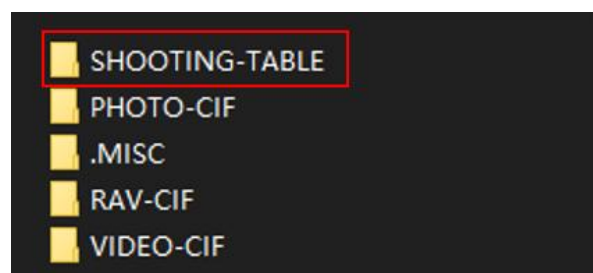 SHOOTING-TABLE
PHOTO-CIF
.MISC
RAV-CIF
VIDEO-CIF